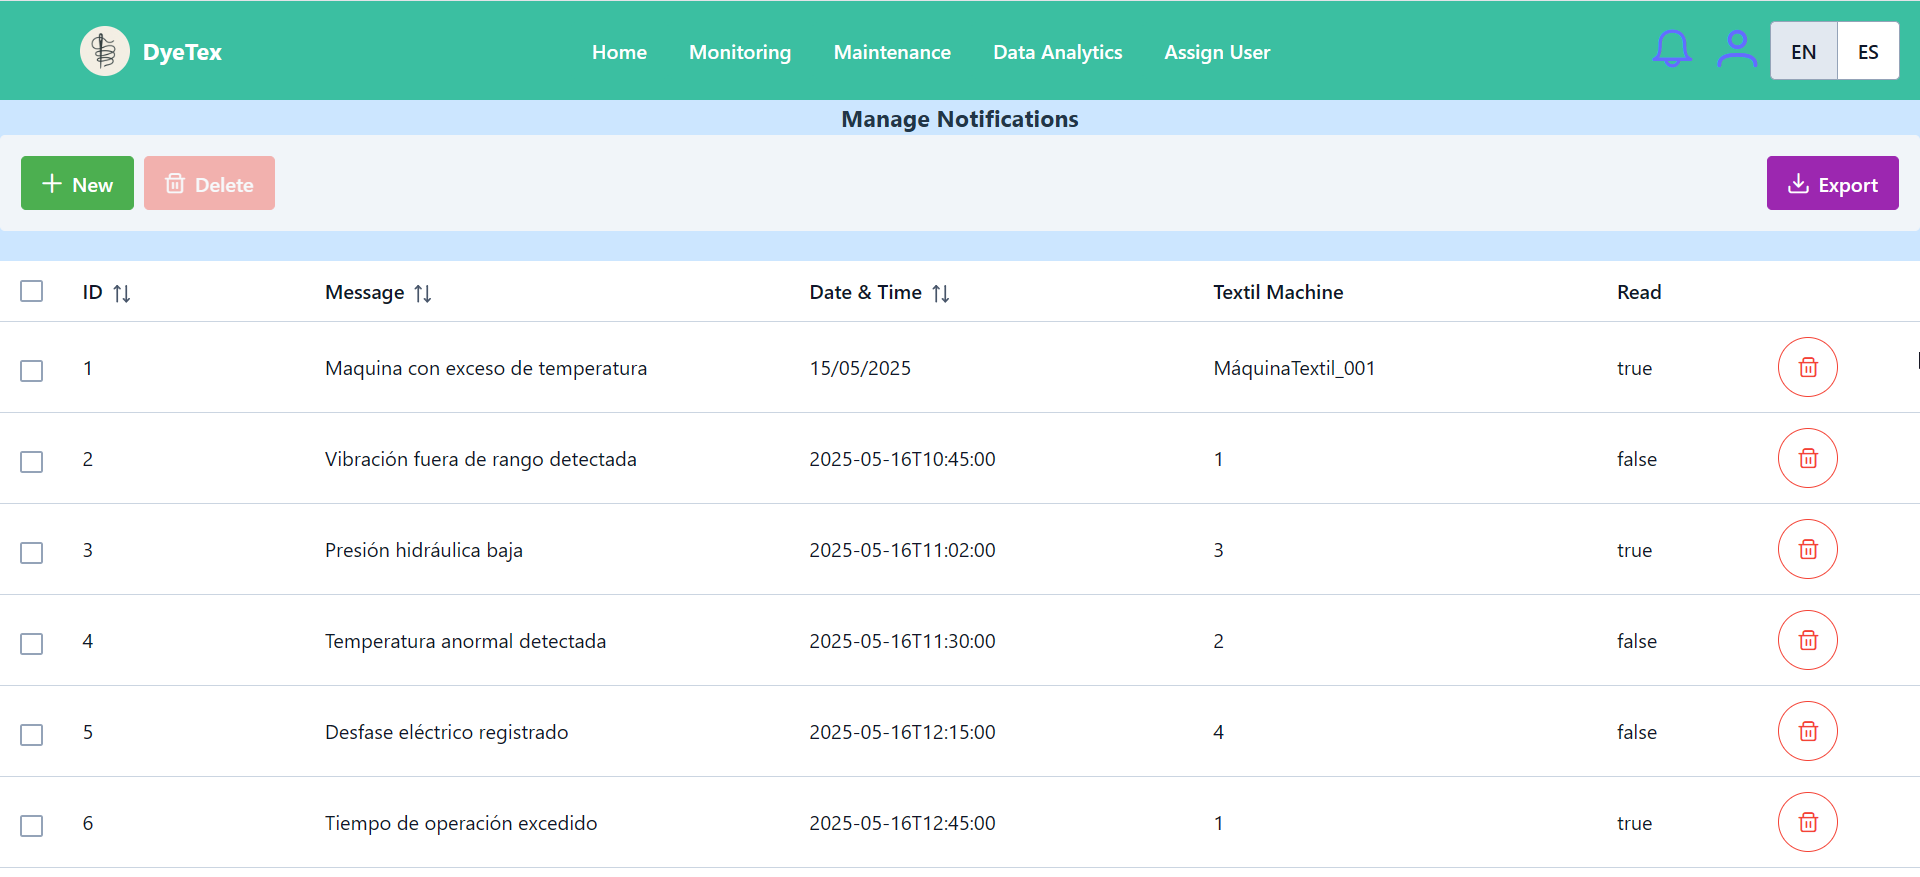 DyeTex Home Monitoring Maintenance Data Analytics Assign User EN ES
Manage Notifications
New Delete Export
ID Message Date & Time Textil Machine Read
1 Maquina con exceso de temperatura 15/05/2025 MáquinaTextil_001 true
2 Vibración fuera de rango detectada 2025-05-16T10:45:00 1 false
3 Presión hidráulica baja 2025-05-16T11:02:00 3 true
4 Temperatura anormal detectada 2025-05-16T11:30:00 2 false
5 Desfase eléctrico registrado 2025-05-16T12:15:00 4 false
6 Tiempo de operación excedido 2025-05-16T12:45:00 1 true